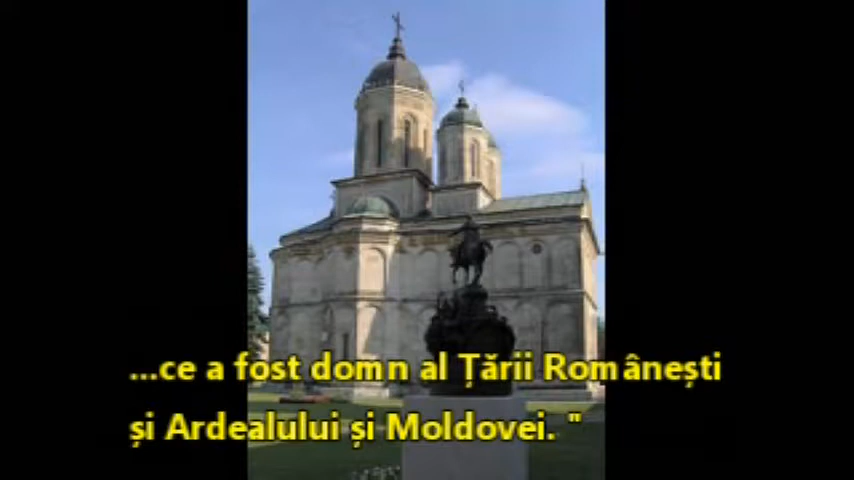 ...ce a fost domn al Țării Românești
și Ardealului și Moldovei. "